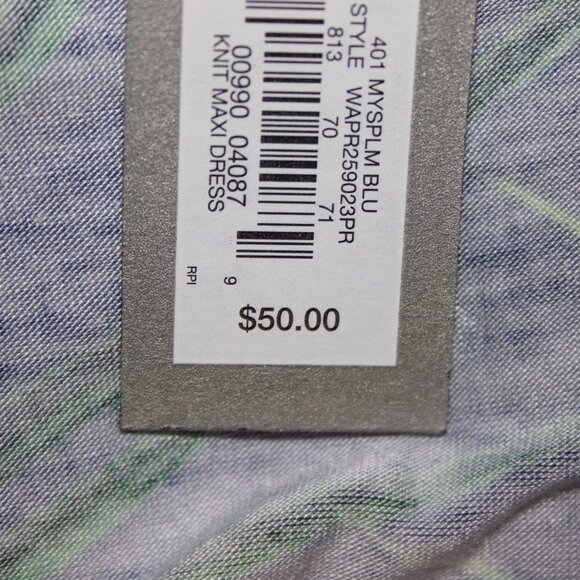 401 MYSPLM BLU
STYLE WAPR259023PR
813 70 71
00990 04087 9
KNIT MAXI DRESS
RPI
$50.00